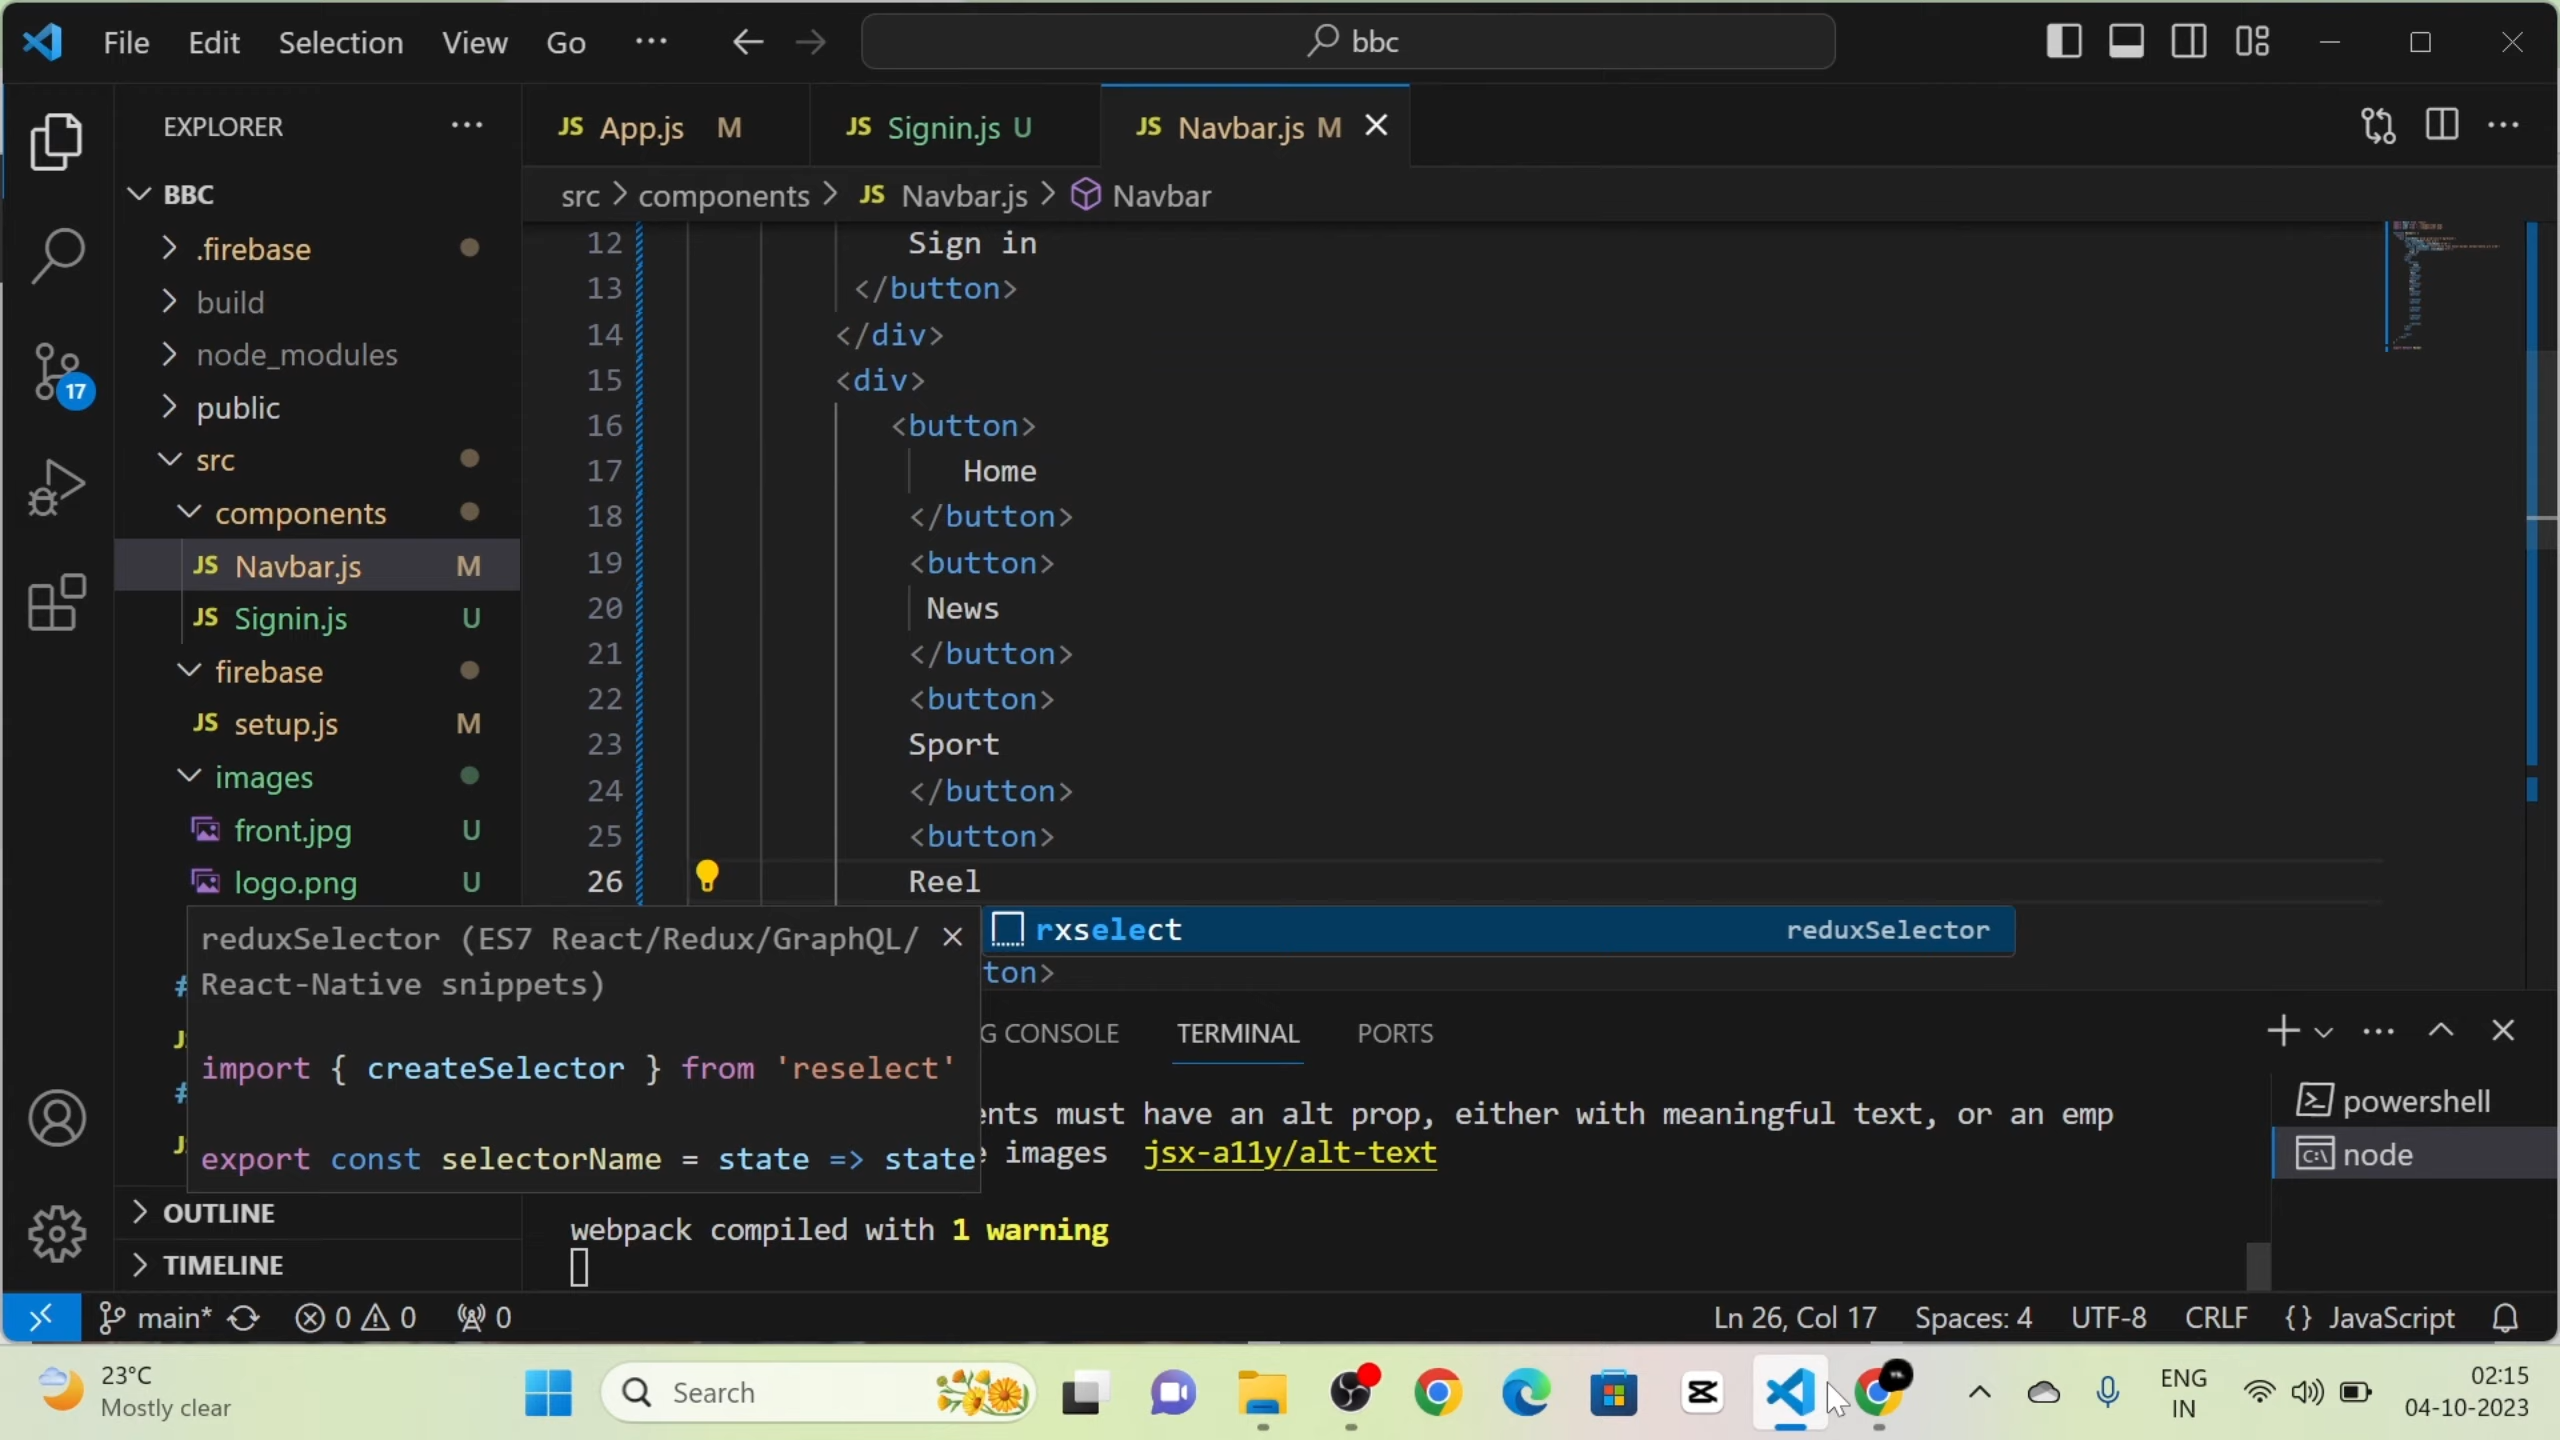 File Edit Selection View Go ··· bbc
EXPLORER ···
JS App.js M
JS Signin.js U
JS Navbar.js M
BBC
src > components > JS Navbar.js > Navbar
.firebase
build
node_modules
public
src
components
JS Navbar.js M
JS Signin.js U
firebase
JS setup.js M
images
front.jpg U
logo.png U
17
12 Sign in
13 </button>
14 </div>
15 <div>
16 <button>
17 Home
18 </button>
19 <button>
20 News
21 </button>
22 <button>
23 Sport
24 </button>
25 <button>
26 Reel
rxselect reduxSelector
ton>
reduxSelector (ES7 React/Redux/GraphQL/
React-Native snippets)
import { createSelector } from 'reselect'
export const selectorName = state => state
OUTLINE
TIMELINE
G CONSOLE TERMINAL PORTS
ents must have an alt prop, either with meaningful text, or an emp
e images jsx-a11y/alt-text
webpack compiled with 1 warning
powershell
node
main* 0 0 0
Ln 26, Col 17 Spaces: 4 UTF-8 CRLF {} JavaScript
23°C
Mostly clear
Search
ENG
IN
02:15
04-10-2023